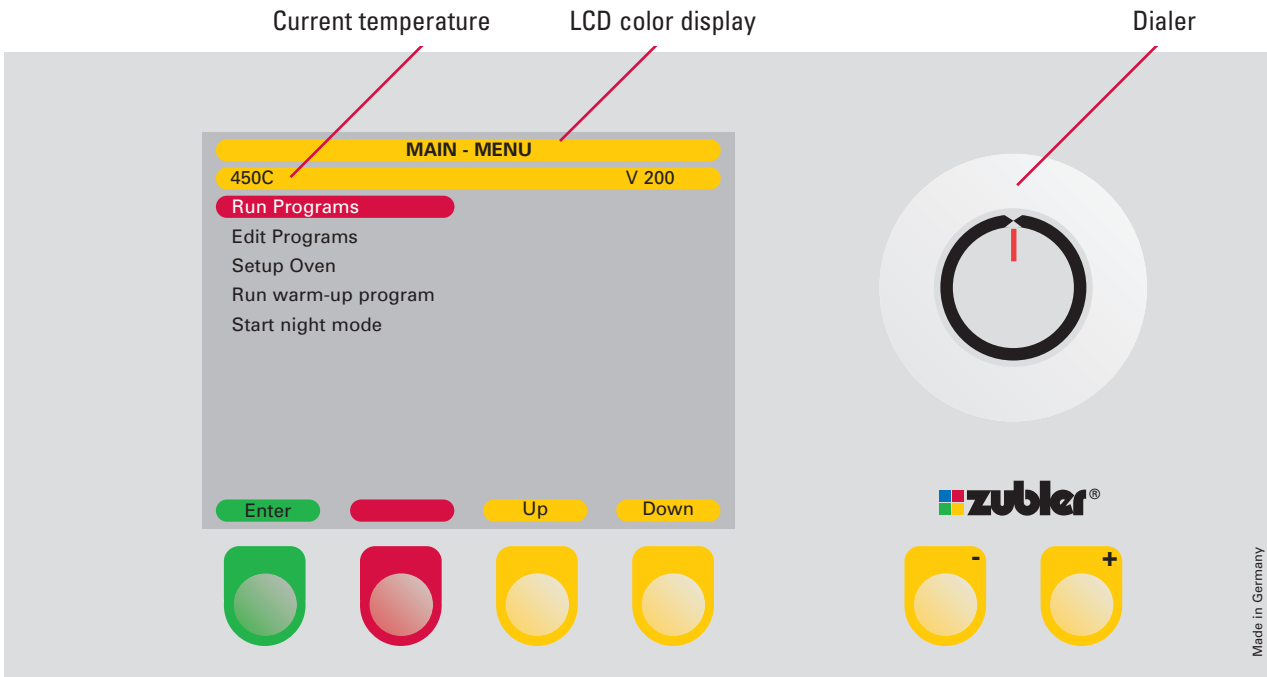 Current temperature
LCD color display
Dialer
MAIN - MENU
450C V 200
Run Programs
Edit Programs
Setup Oven
Run warm-up program
Start night mode
Enter Up Down
zubler®
- +
Made in Germany